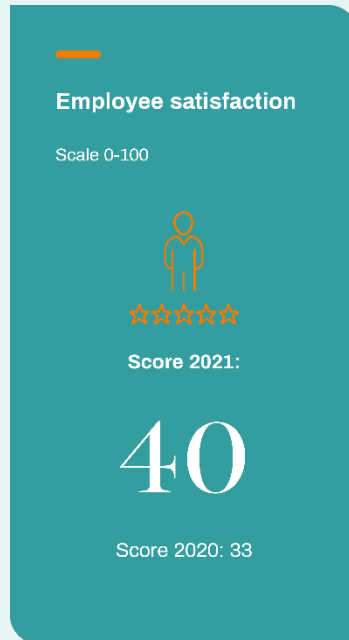 Employee satisfaction
Scale 0-100
Score 2021:
40
Score 2020: 33